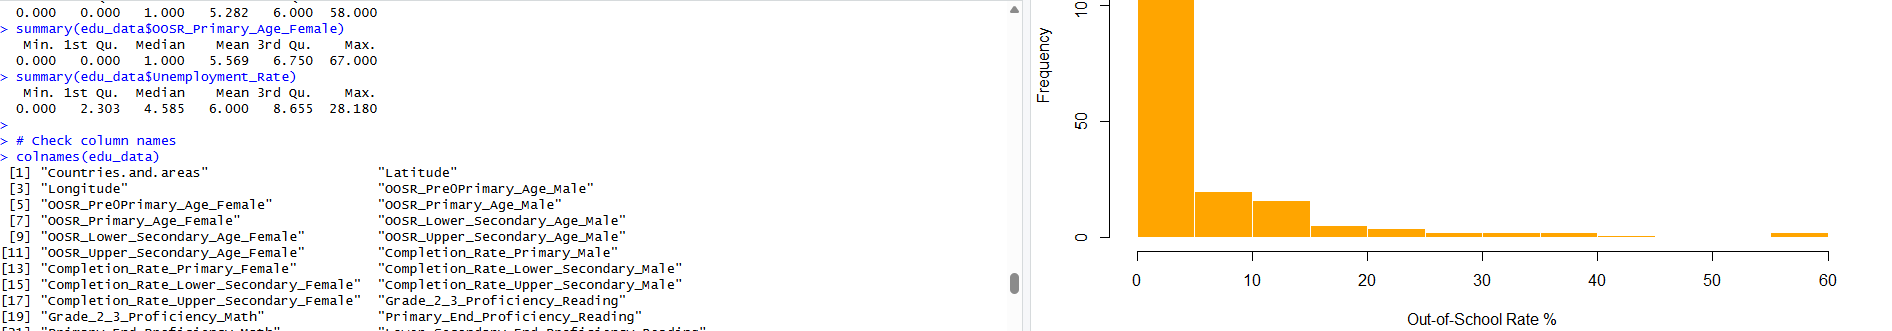 0.000   0.000   1.000   5.282   6.000  58.000
> summary(edu_data$OOSR_Primary_Age_Female)
Min. 1st Qu.  Median    Mean 3rd Qu.    Max.
0.000   0.000   1.000   5.569   6.750  67.000
> summary(edu_data$Unemployment_Rate)
Min. 1st Qu.  Median    Mean 3rd Qu.    Max.
0.000   2.303   4.585   6.000   8.655  28.180
>
> # Check column names
> colnames(edu_data)
[1] "Countries.and.areas" "Latitude"
[3] "Longitude" "OOSR_Pre0Primary_Age_Male"
[5] "OOSR_Pre0Primary_Age_Female" "OOSR_Primary_Age_Male"
[7] "OOSR_Primary_Age_Female" "OOSR_Lower_Secondary_Age_Male"
[9] "OOSR_Lower_Secondary_Age_Female" "OOSR_Upper_Secondary_Age_Male"
[11] "OOSR_Upper_Secondary_Age_Female" "Completion_Rate_Primary_Male"
[13] "Completion_Rate_Primary_Female" "Completion_Rate_Lower_Secondary_Male"
[15] "Completion_Rate_Lower_Secondary_Female" "Completion_Rate_Upper_Secondary_Male"
[17] "Completion_Rate_Upper_Secondary_Female" "Grade_2_3_Proficiency_Reading"
[19] "Grade_2_3_Proficiency_Math" "Primary_End_Proficiency_Reading"
[21] "Primary_End_Proficiency_Math" "Lower_Secondary_End_Proficiency_Reading"
Frequency
10
50
0
0 10 20 30 40 50 60
Out-of-School Rate %